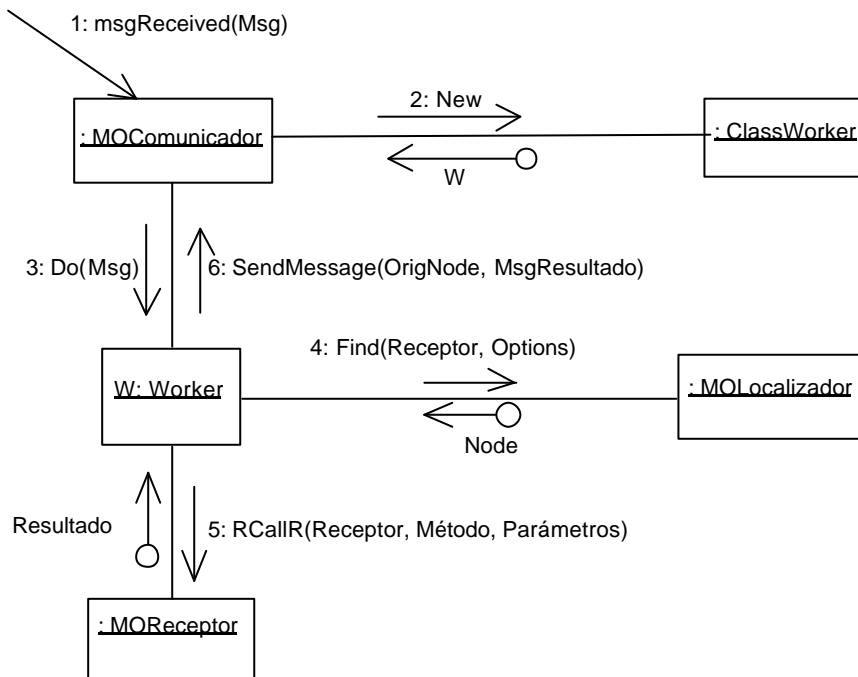 1: msgReceived(Msg)
2: New
: MOComunicador
: ClassWorker
W
3: Do(Msg)
6: SendMessage(OrigNode, MsgResultado)
4: Find(Receptor, Options)
W: Worker
: MOLocalizador
Node
Resultado
5: RCallR(Receptor, Método, Parámetros)
: MOReceptor